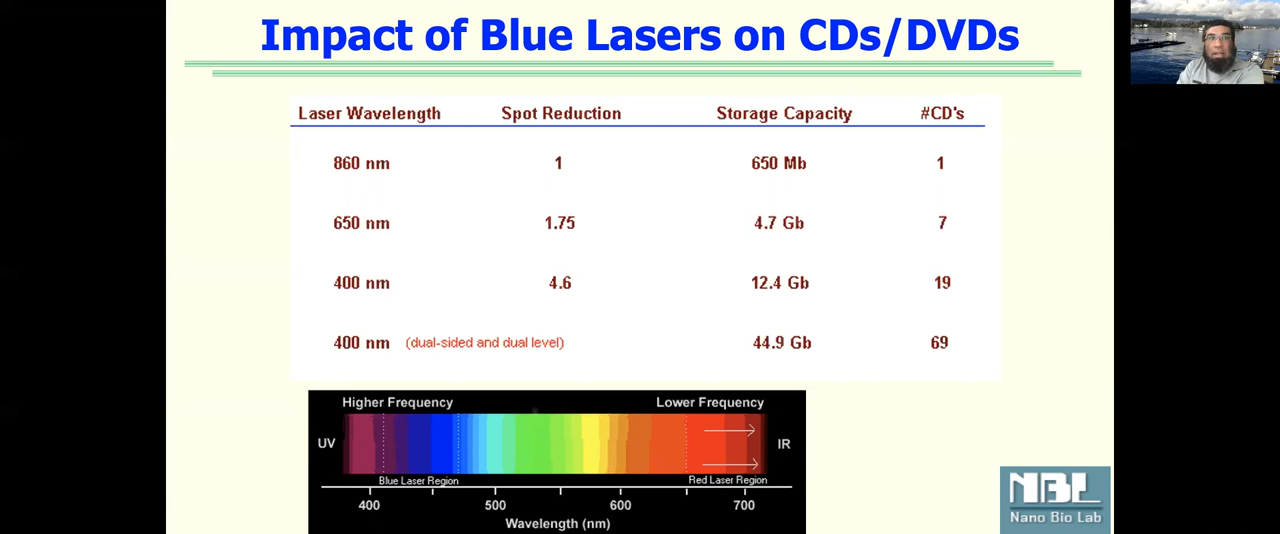 Impact of Blue Lasers on CDs/DVDs
Laser Wavelength Spot Reduction Storage Capacity #CD's
860 nm 1 650 Mb 1
650 nm 1.75 4.7 Gb 7
400 nm 4.6 12.4 Gb 19
400 nm (dual-sided and dual level) 44.9 Gb 69
Higher Frequency Lower Frequency
UV IR
Blue Laser Region Red Laser Region
400 500 600 700
Wavelength (nm)
NBL
Nano Bio Lab